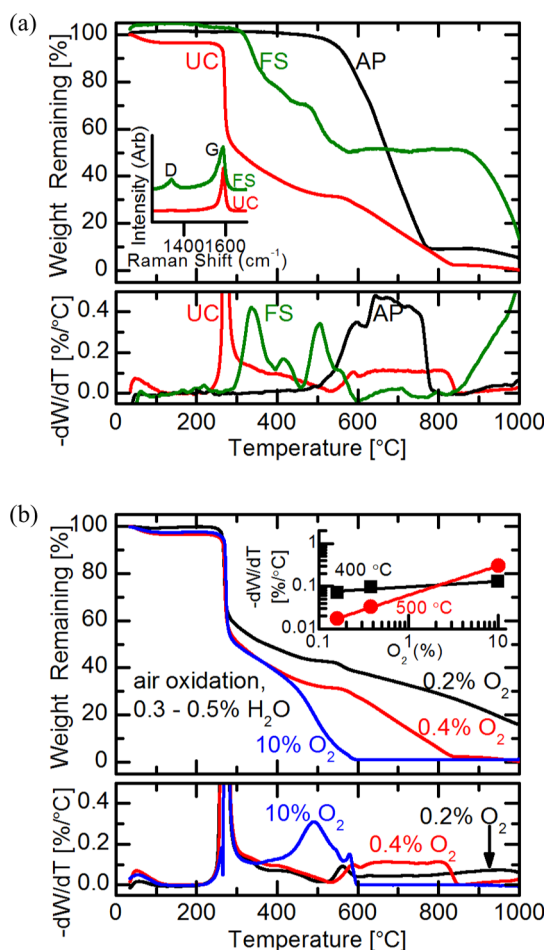 (a)
100
80
60
40
20
0
Weight Remaining [%]
UC
FS
AP
Intensity (Arb)
D
G
FS
UC
1400 1600
Raman Shift (cm⁻¹)
0.4
0.2
0.0
-dW/dT [%/°C]
UC
FS
AP
0 200 400 600 800 1000
Temperature [°C]
(b)
100
80
60
40
20
0
Weight Remaining [%]
-dW/dT
[%/°C]
1
0.1
0.01
400 °C
500 °C
0.1 1 10
O₂ (%)
air oxidation,
0.3 - 0.5% H₂O
0.2% O₂
0.4% O₂
10% O₂
0.4
0.2
0.0
-dW/dT [%/°C]
10% O₂
0.2% O₂
0.4% O₂
0 200 400 600 800 1000
Temperature [°C]